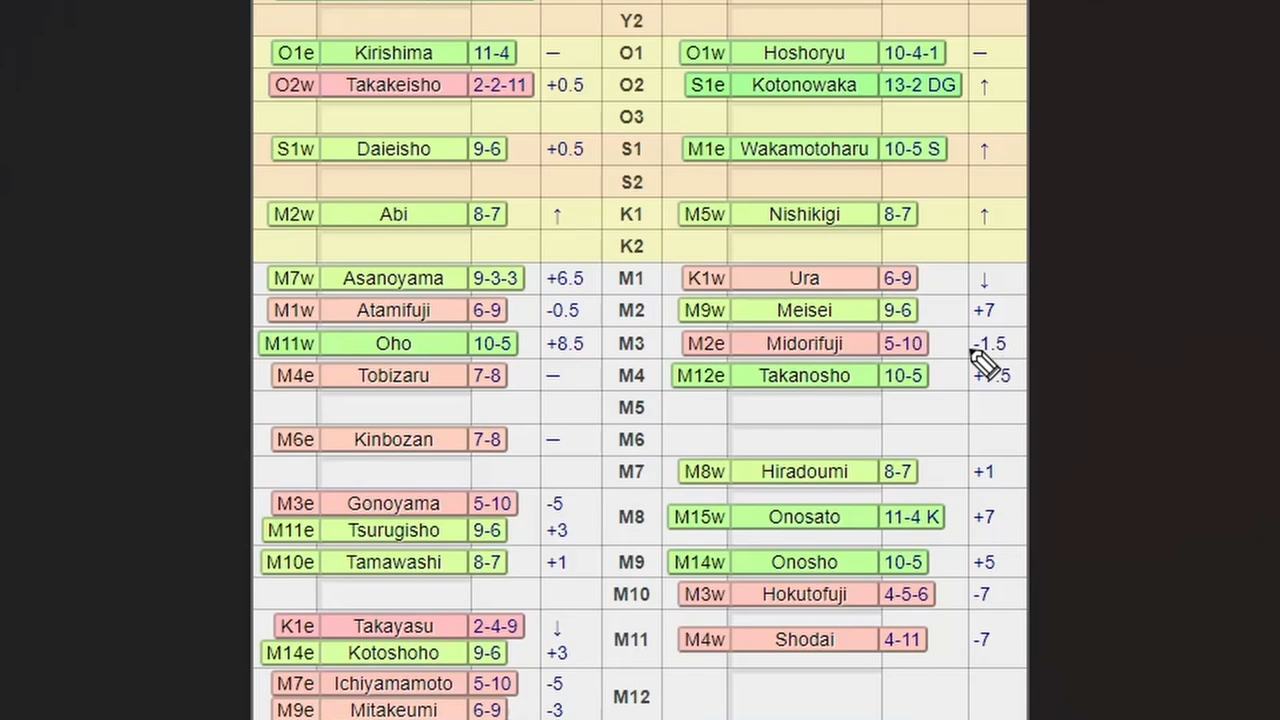 Y2
O1e Kirishima 11-4 — O1 O1w Hoshoryu 10-4-1 —
O2w Takakeisho 2-2-11 +0.5 O2 S1e Kotonowaka 13-2 DG ↑
O3
S1w Daieisho 9-6 +0.5 S1 M1e Wakamotoharu 10-5 S ↑
S2
M2w Abi 8-7 ↑ K1 M5w Nishikigi 8-7 ↑
K2
M7w Asanoyama 9-3-3 +6.5 M1 K1w Ura 6-9 ↓
M1w Atamifuji 6-9 -0.5 M2 M9w Meisei 9-6 +7
M11w Oho 10-5 +8.5 M3 M2e Midorifuji 5-10 -1.5
M4e Tobizaru 7-8 — M4 M12e Takanosho 10-5
M5
M6e Kinbozan 7-8 — M6
M7 M8w Hiradoumi 8-7 +1
M3e Gonoyama 5-10 -5
M11e Tsurugisho 9-6 +3
M8 M15w Onosato 11-4 K +7
M10e Tamawashi 8-7 +1 M9 M14w Onosho 10-5 +5
M10 M3w Hokutofuji 4-5-6 -7
K1e Takayasu 2-4-9 ↓
M14e Kotoshoho 9-6 +3
M11 M4w Shodai 4-11 -7
M7e Ichiyamamoto 5-10 -5
M9e Mitakeumi 6-9 -3
M12